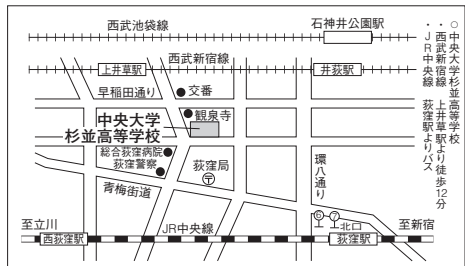 西武池袋線
石神井公園駅
西武新宿線
上井草駅
井荻駅
早稲田通り
交番
観泉寺
中央大学
杉並高等学校
総合荻窪病院
荻窪警察
荻窪局
〒
青梅街道
環八通り
⑥
⑦
北口
至立川
JR中央線
至新宿
西荻窪駅
荻窪駅
○中央大学杉並高等学校
・西武新宿線 上井草駅より徒歩12分
・JR中央線 荻窪駅よりバス